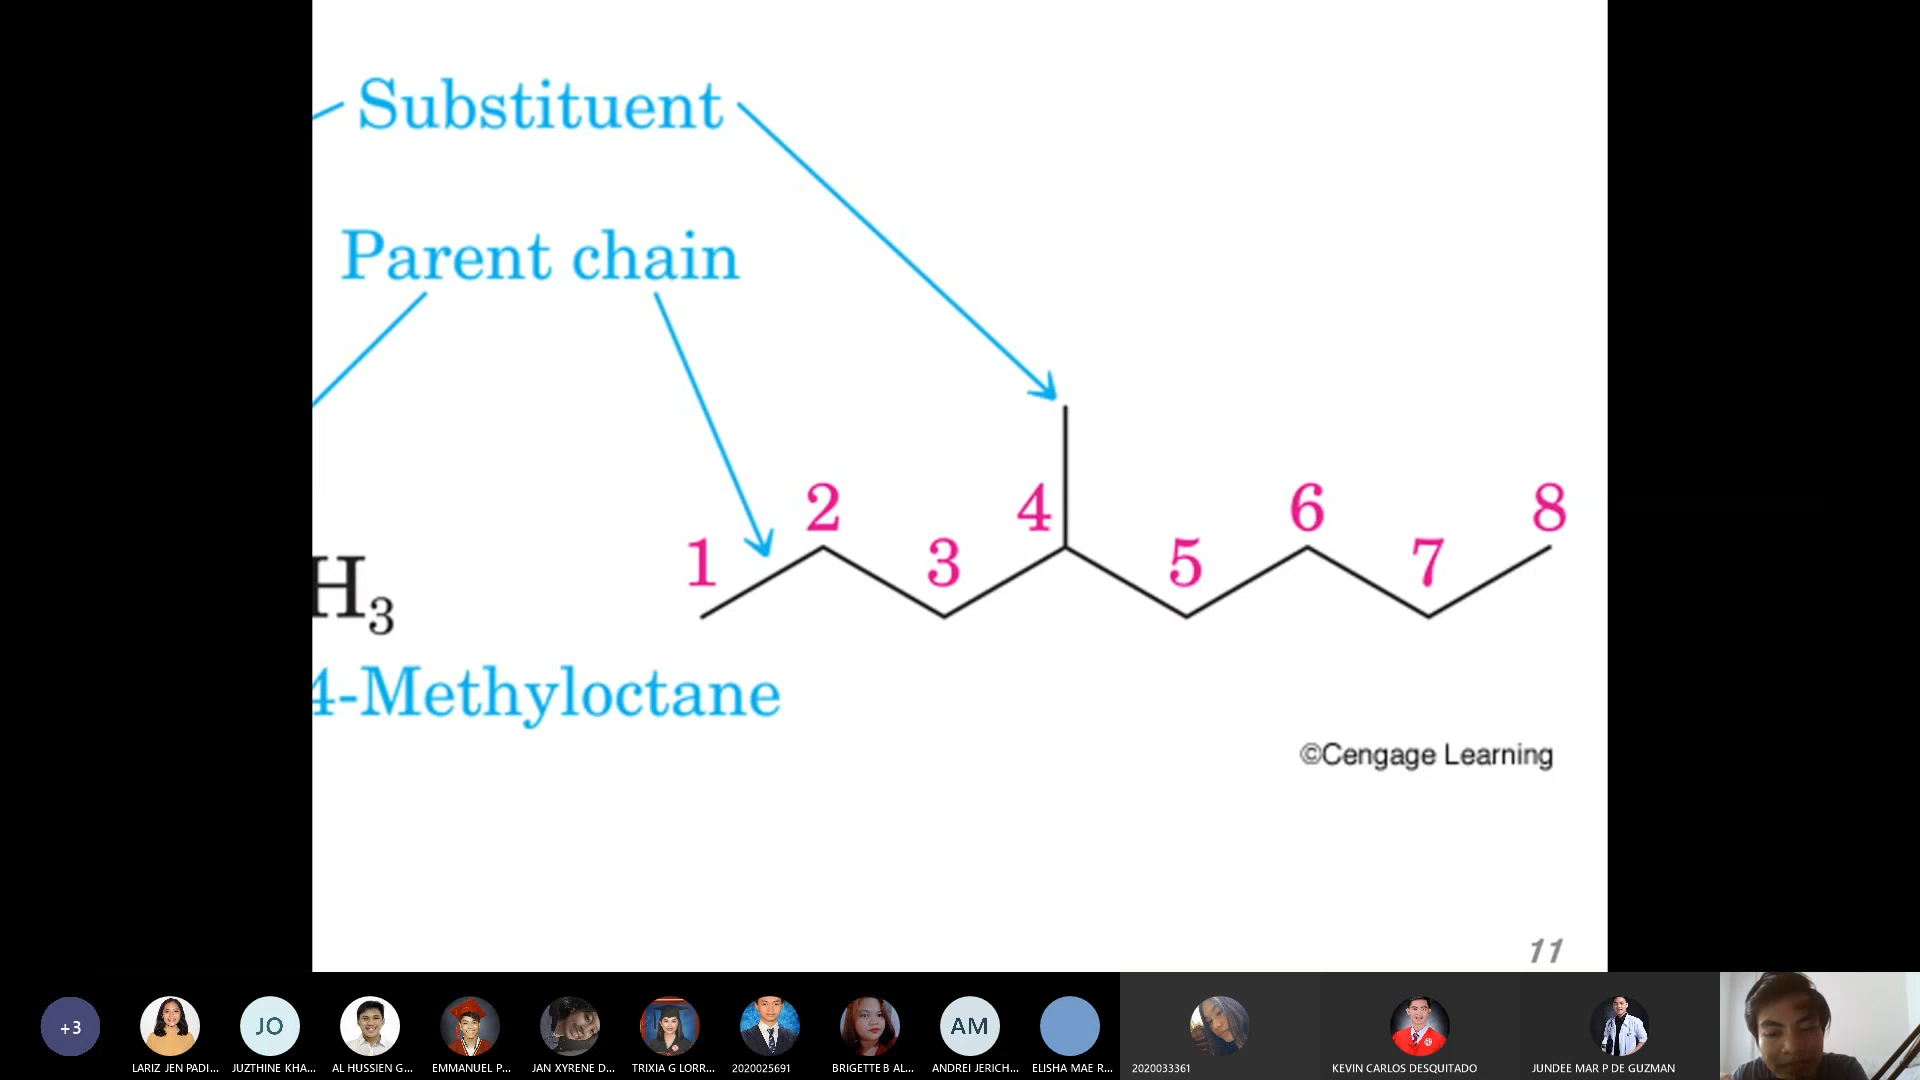 Substituent
Parent chain
1 2 3 4 5 6 7 8
H3
4-Methyloctane
©Cengage Learning
11
+3
JO
AM
LARIZ JEN PADI...
JUZTHINE KHA...
AL HUSSIEN G...
EMMANUEL P...
JAN XYRENE D...
TRIXIA G LORR...
2020025691
BRIGETTE B AL...
ANDREI JERICH...
ELISHA MAE R...
2020033361
KEVIN CARLOS DESQUITADO
JUNDEE MAR P DE GUZMAN